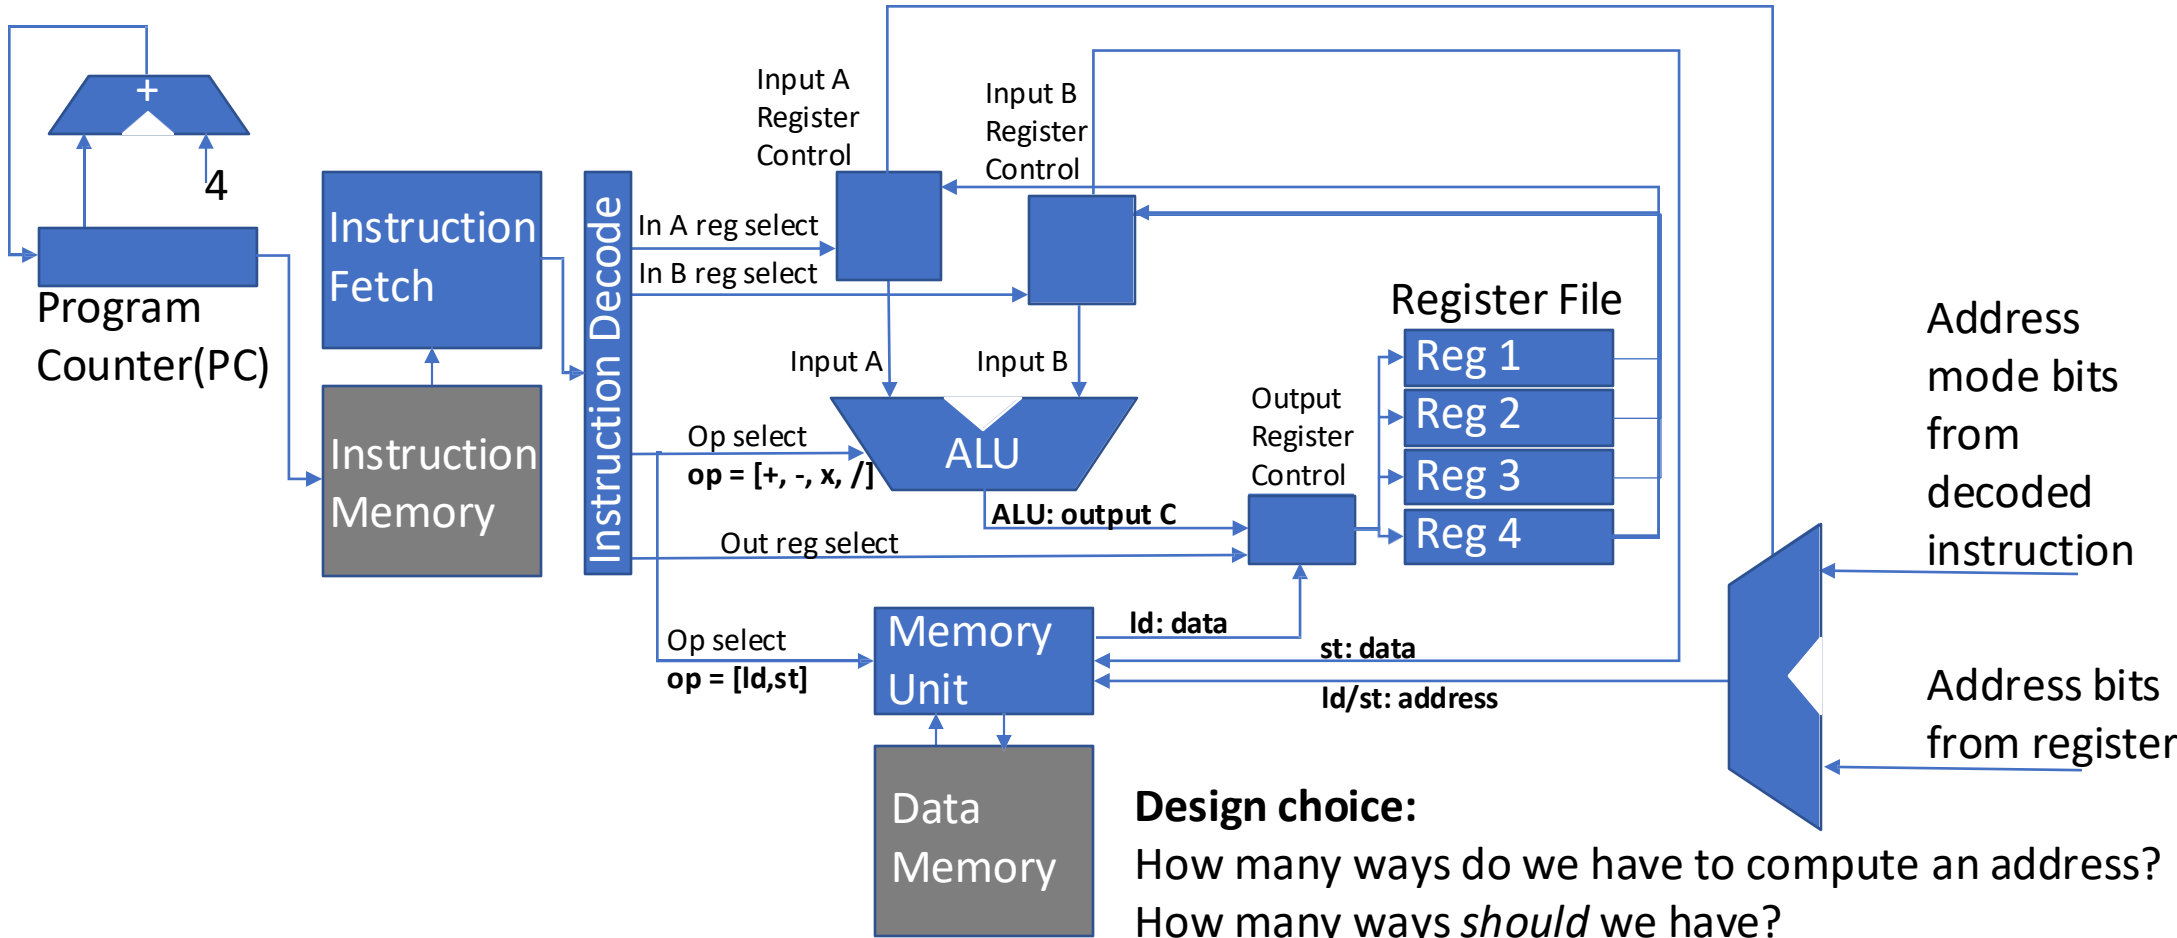 +
4
Program
Counter(PC)
Instruction
Fetch
Instruction
Memory
Instruction Decode
Input A
Register
Control
Input B
Register
Control
In A reg select
In B reg select
Input A
Input B
Op select
op = [+, -, x, /]
ALU
ALU: output C
Out reg select
Output
Register
Control
Register File
Reg 1
Reg 2
Reg 3
Reg 4
Op select
op = [ld,st]
Memory
Unit
ld: data
st: data
ld/st: address
Data
Memory
Address
mode bits
from
decoded
instruction
Address bits
from register
Design choice:
How many ways do we have to compute an address?
How many ways should we have?